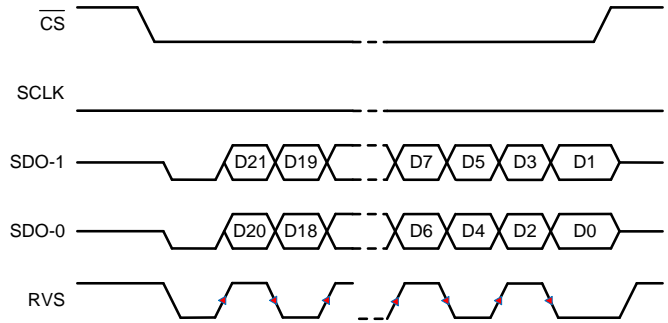 CS
SCLK
SDO-1 D21 D19 D7 D5 D3 D1
SDO-0 D20 D18 D6 D4 D2 D0
RVS